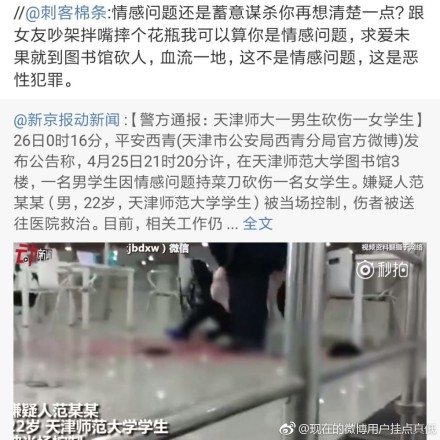 //@刺客棉条:情感问题还是蓄意谋杀你再想清楚一点？跟
女友吵架拌嘴摔个花瓶我可以算你是情感问题，求爱未
果就到图书馆砍人，血流一地，这不是情感问题，这是恶
性犯罪。
@新京报动新闻:【警方通报：天津师大一男生砍伤一女学生】
26日0时16分，平安西青(天津市公安局西青分局官方微博)发
布公告称，4月25日21时20分许，在天津师范大学图书馆3
楼，一名男学生因情感问题持菜刀砍伤一名女学生。嫌疑人范
某某（男，22岁，天津师范大学学生）被当场控制，伤者被送
往医院救治。目前，相关工作仍 ... 全文
jbdxw）微信
视频资料翻摄于网络
秒拍
嫌疑人范某某
22岁 天津师范大学学生
@现在的微博用户挂点真低